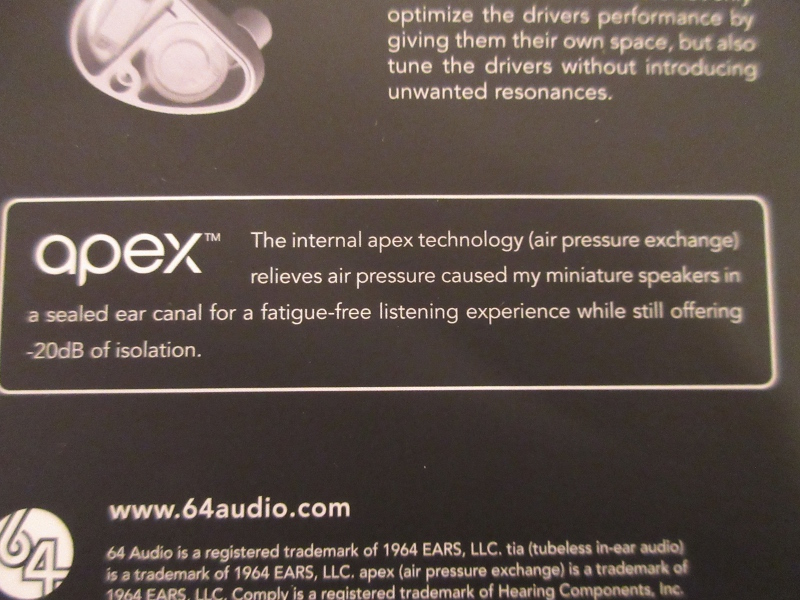 optimize the drivers performance by
giving them their own space, but also
tune the drivers without introducing
unwanted resonances.
apex™
The internal apex technology (air pressure exchange)
relieves air pressure caused my miniature speakers in
a sealed ear canal for a fatigue-free listening experience while still offering
-20dB of isolation.
www.64audio.com
64
64 Audio is a registered trademark of 1964 EARS, LLC. tia (tubeless in-ear audio)
is a trademark of 1964 EARS, LLC. apex (air pressure exchange) is a trademark of
1964 EARS, LLC. Comply is a registered trademark of Hearing Components, Inc.